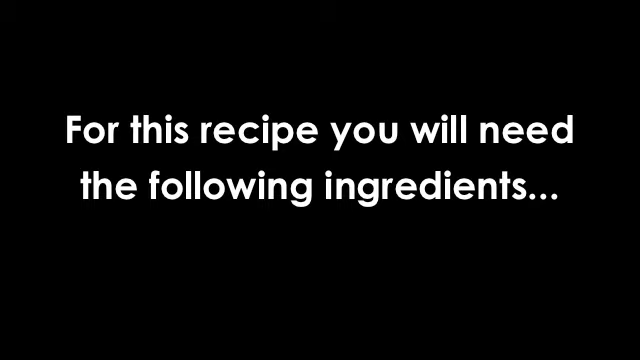 For this recipe you will need
the following ingredients...